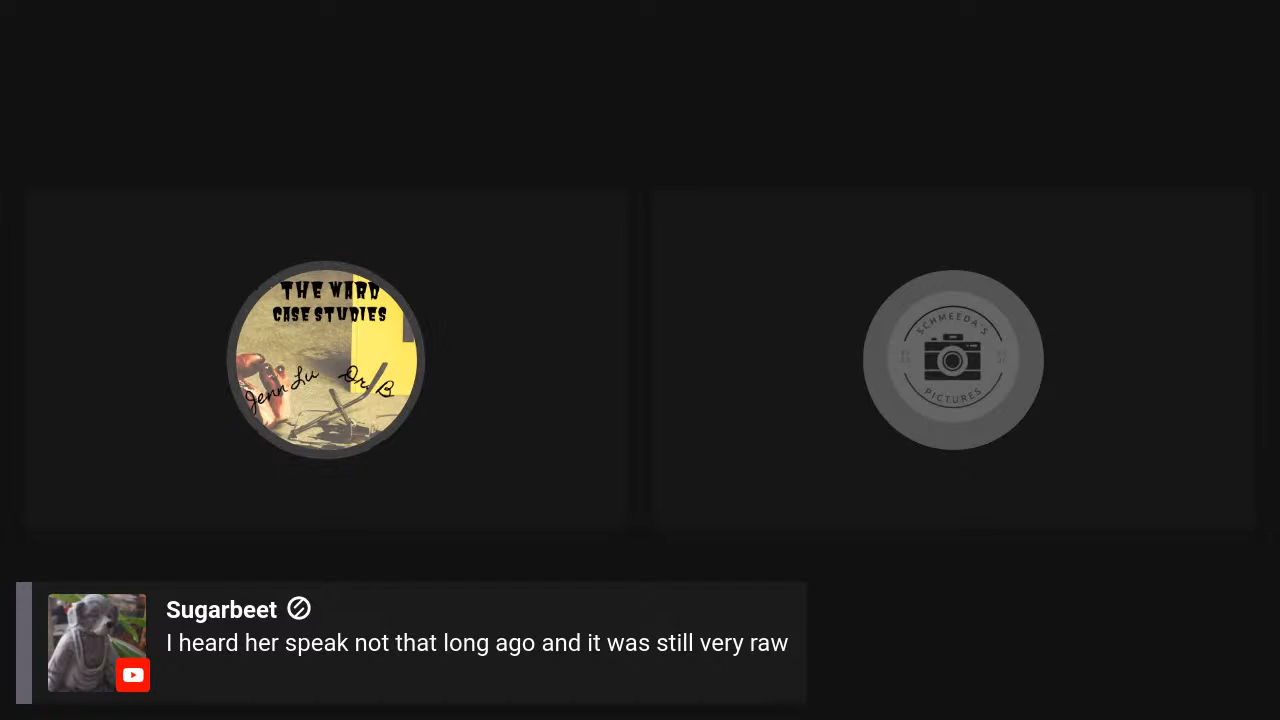 THE WARD
CASE STUDIES
Jenn Lu Dr. B
SCHMEEDA'S
PICTURES
Sugarbeet
I heard her speak not that long ago and it was still very raw